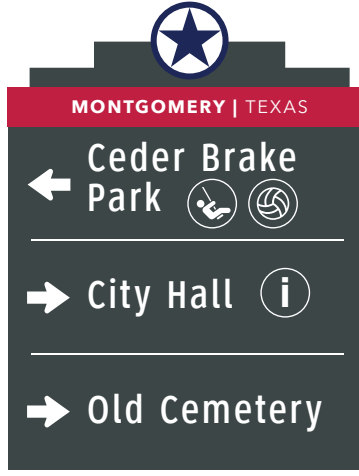 MONTGOMERY | TEXAS
Ceder Brake
Park
City Hall i
Old Cemetery